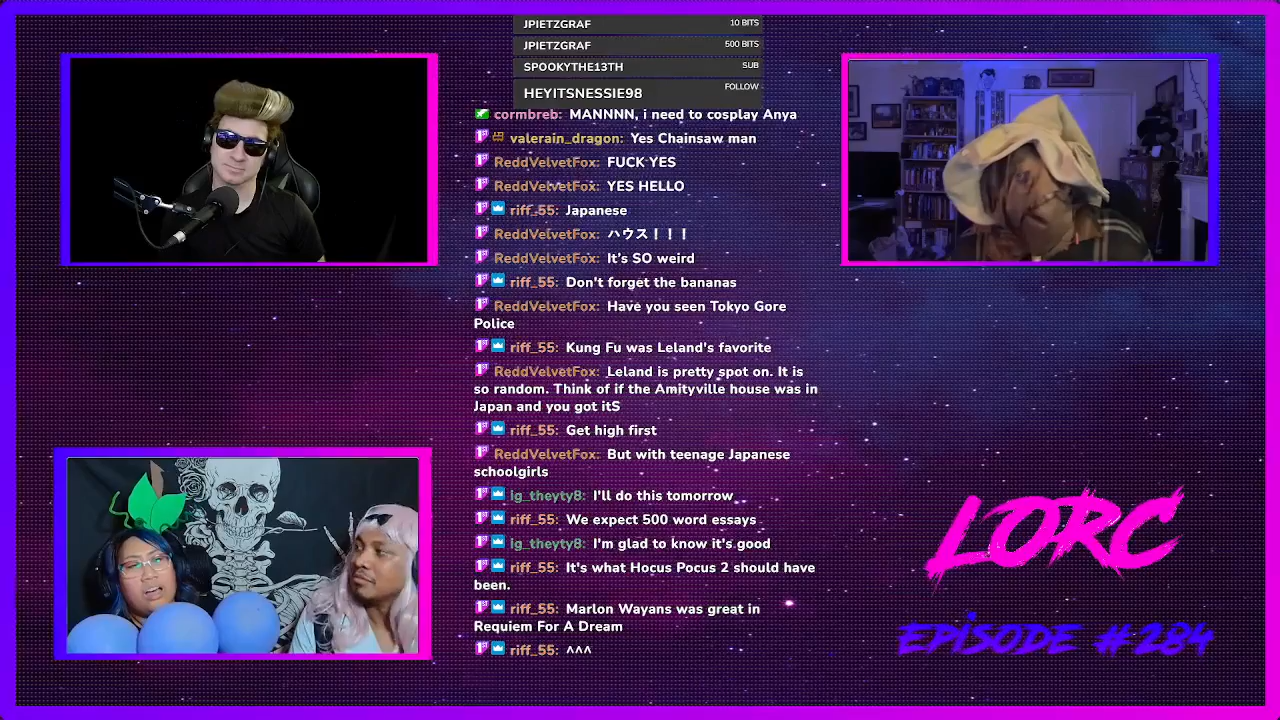 JPIETZGRAF 10 BITS
JPIETZGRAF 500 BITS
SPOOKYTHE13TH SUB
HEYITSNESSIE98 FOLLOW
cormbreb: MANNNN, i need to cosplay Anya
valerain_dragon: Yes Chainsaw man
ReddVelvetFox: FUCK YES
ReddVelvetFox: YES HELLO
riff_55: Japanese
ReddVelvetFox: ハウス！！！
ReddVelvetFox: It's SO weird
riff_55: Don't forget the bananas
ReddVelvetFox: Have you seen Tokyo Gore
Police
riff_55: Kung Fu was Leland's favorite
ReddVelvetFox: Leland is pretty spot on. It is
so random. Think of if the Amityville house was in
Japan and you got itS
riff_55: Get high first
ReddVelvetFox: But with teenage Japanese
schoolgirls
ig_theyty8: I'll do this tomorrow
riff_55: We expect 500 word essays
ig_theyty8: I'm glad to know it's good
riff_55: It's what Hocus Pocus 2 should have
been.
riff_55: Marlon Wayans was great in
Requiem For A Dream
riff_55: ^^^
LORC
EPISODE #284